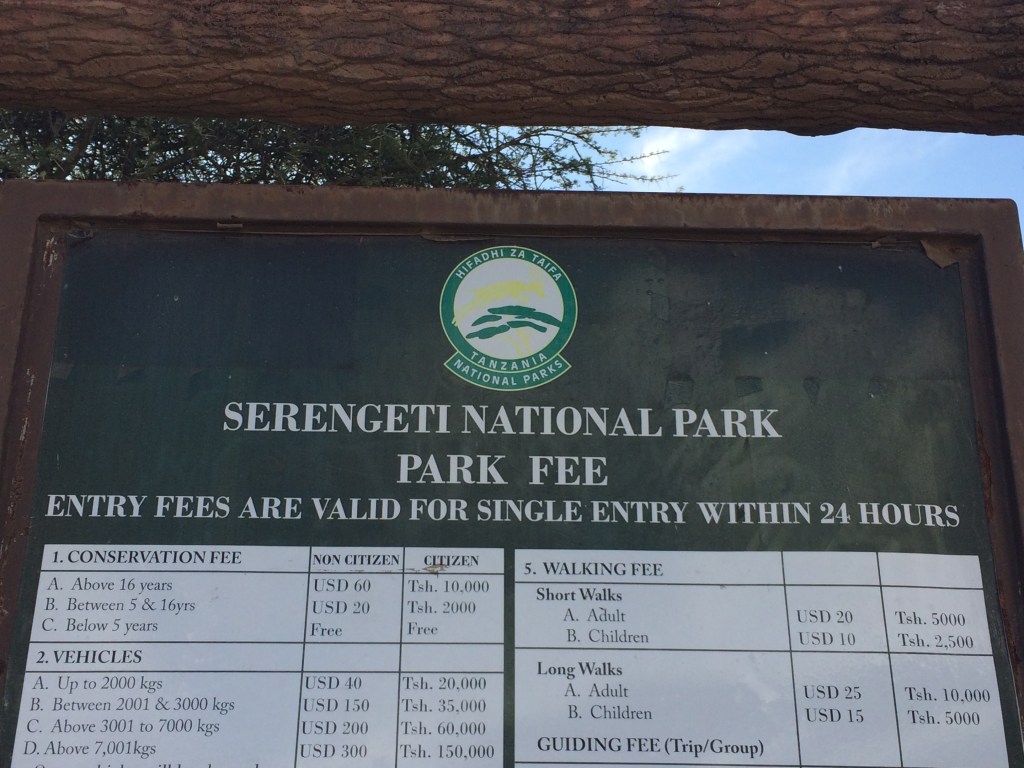 HIFADHI ZA TAIFA
TANZANIA
NATIONAL PARKS
SERENGETI NATIONAL PARK
PARK FEE
ENTRY FEES ARE VALID FOR SINGLE ENTRY WITHIN 24 HOURS
1. CONSERVATION FEE NON CITIZEN CITIZEN
A. Above 16 years USD 60 Tsh. 10,000
B. Between 5 & 16yrs USD 20 Tsh. 2000
C. Below 5 years Free Free
2. VEHICLES
A. Up to 2000 kgs USD 40 Tsh. 20,000
B. Between 2001 & 3000 kgs USD 150 Tsh. 35,000
C. Above 3001 to 7000 kgs USD 200 Tsh. 60,000
D. Above 7,001kgs USD 300 Tsh. 150,000
5. WALKING FEE
Short Walks
A. Adult USD 20 Tsh. 5000
B. Children USD 10 Tsh. 2,500
Long Walks
A. Adult USD 25 Tsh. 10,000
B. Children USD 15 Tsh. 5000
GUIDING FEE (Trip/Group)